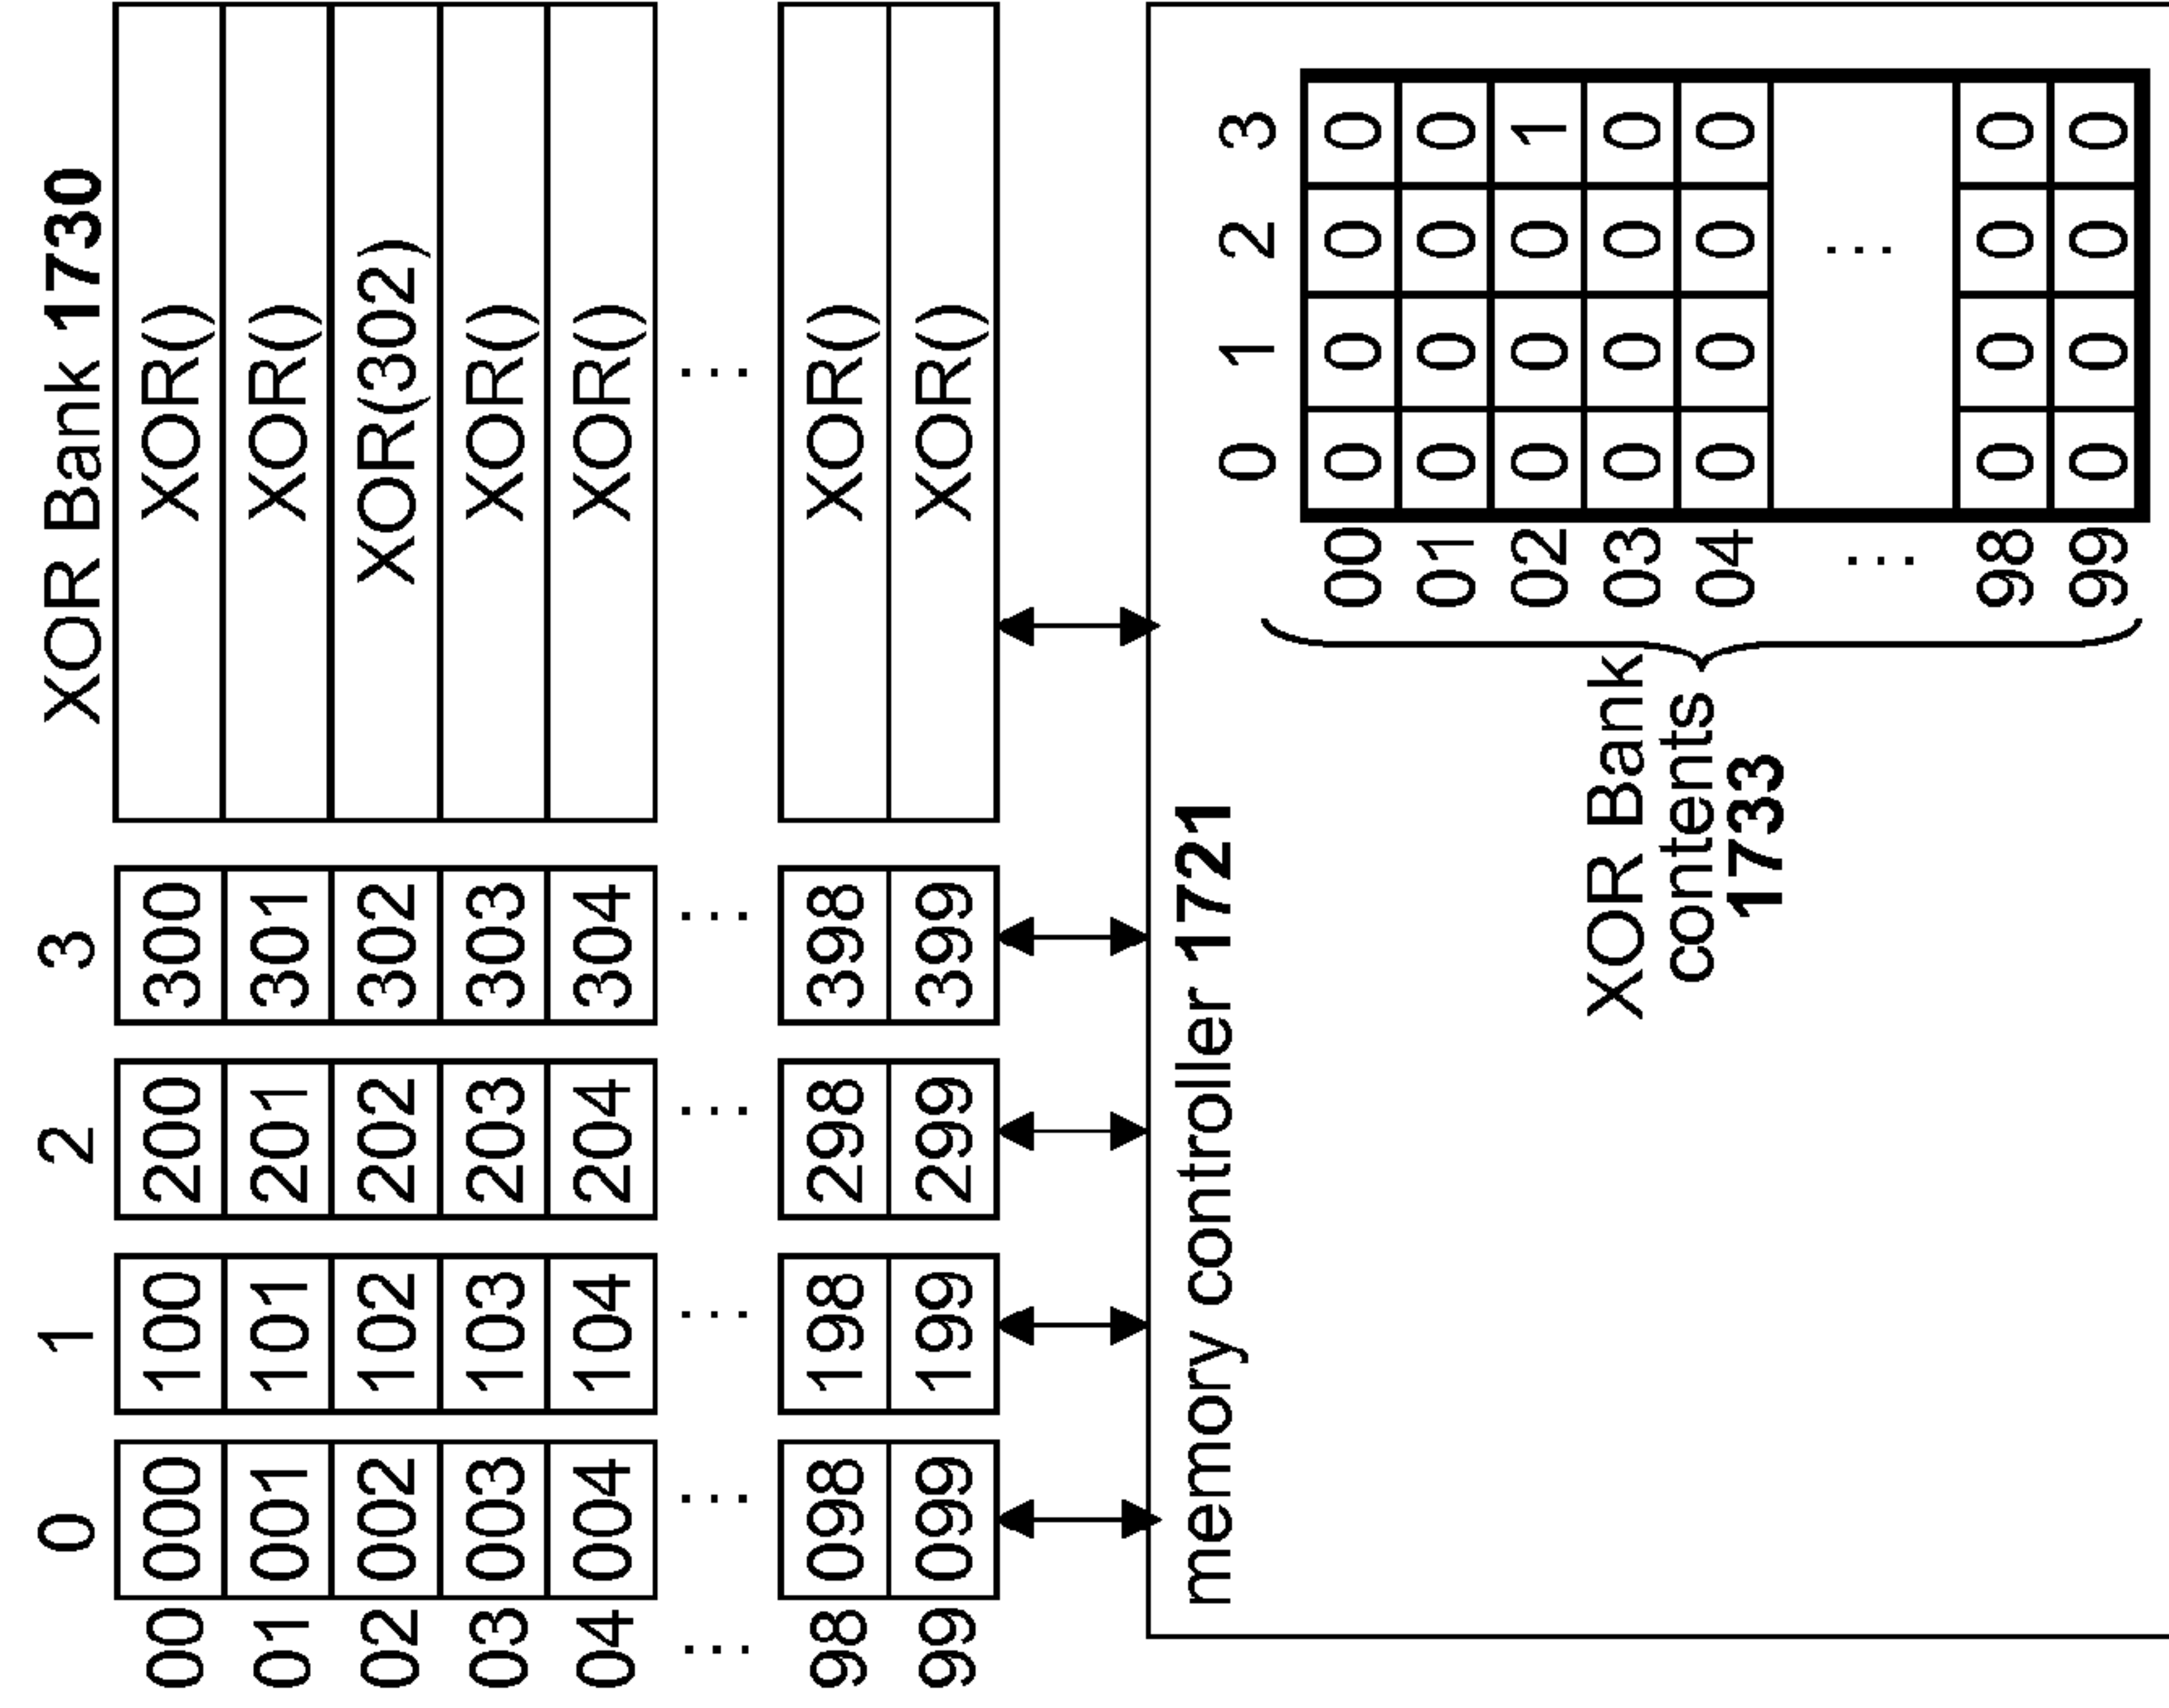 0 1 2 3 XOR Bank 1730
00 000 100 200 300 XOR()
01 001 101 201 301 XOR()
02 002 102 202 302 XOR(302)
03 003 103 203 303 XOR()
04 004 104 204 304 XOR()
... ... ... ... ... ...
98 098 198 298 398 XOR()
99 099 199 299 399 XOR()
memory controller 1721
0 1 2 3
00 0 0 0 0
01 0 0 0 0
02 0 0 0 1
03 0 0 0 0
04 0 0 0 0
... ...
98 0 0 0 0
99 0 0 0 0
XOR Bank
contents
1733